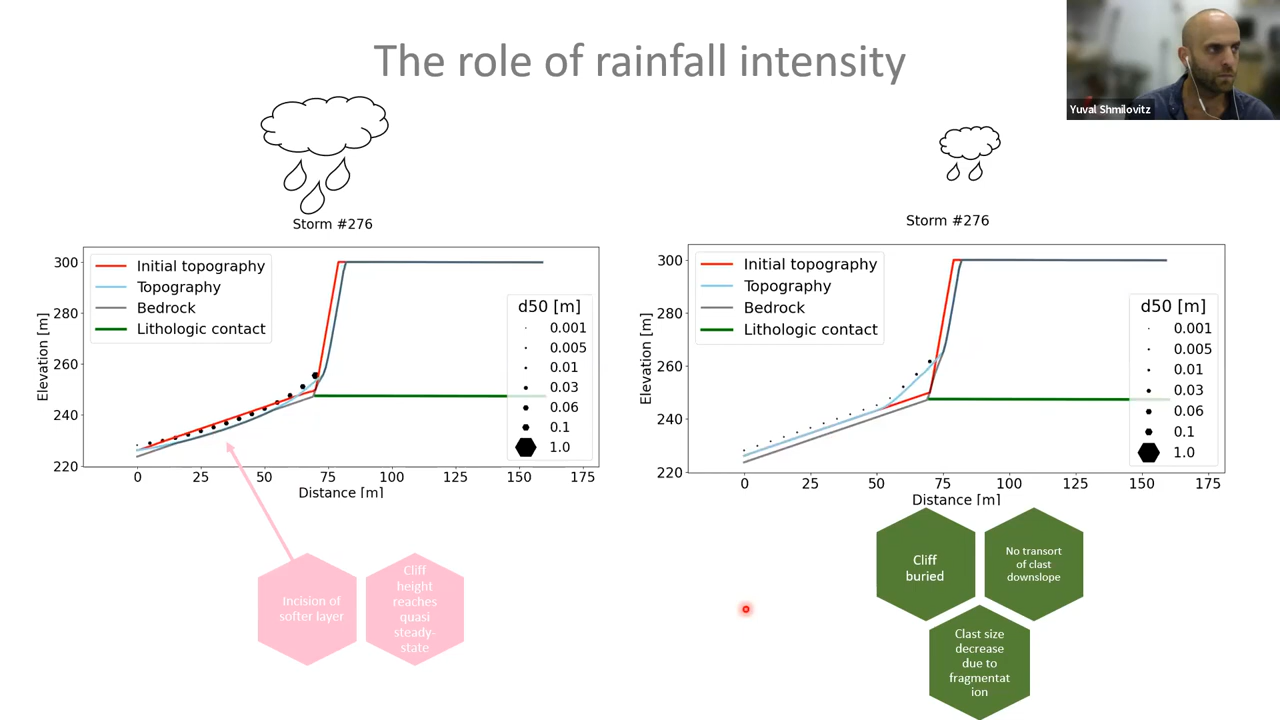 The role of rainfall intensity
Yuval Shmilovitz
Storm #276
300
280
260
240
220
Elevation [m]
Initial topography
Topography
Bedrock
Lithologic contact
d50 [m]
0.001
0.005
0.01
0.03
0.06
0.1
1.0
0 25 50 75 100 125 150 175
Distance [m]
Storm #276
300
280
260
240
220
Elevation [m]
Initial topography
Topography
Bedrock
Lithologic contact
d50 [m]
0.001
0.005
0.01
0.03
0.06
0.1
1.0
0 25 50 75 100 125 150 175
Distance [m]
Incision of
softer layer
Cliff
height
reaches
quasi
steady-
state
Cliff
buried
No transort
of clast
downslope
Clast size
decrease
due to
fragmentat
ion